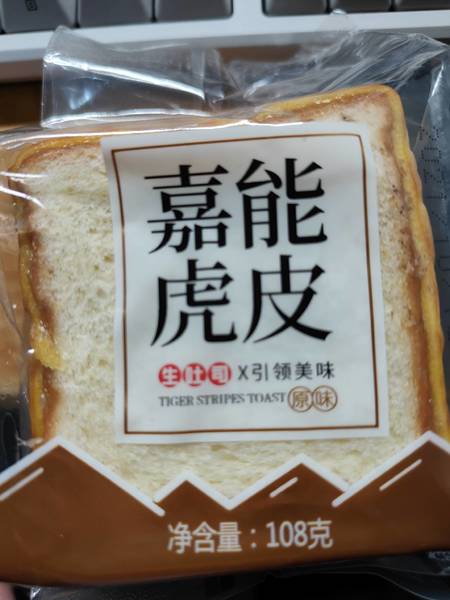 嘉能
虎皮
生吐司 X引领美味
TIGER STRIPES TOAST 原味
净含量：108克